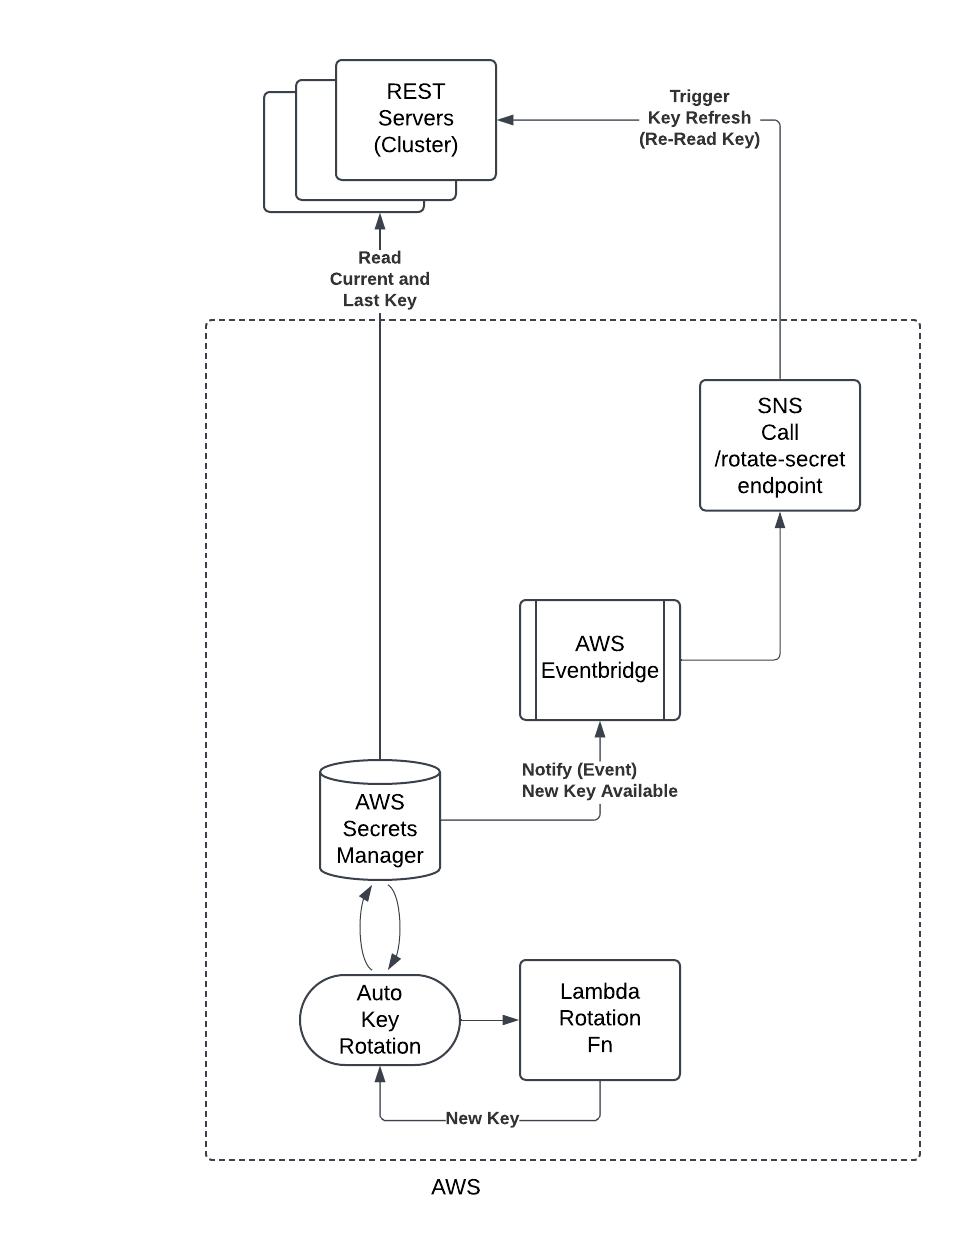 REST
Servers
(Cluster)
Trigger
Key Refresh
(Re-Read Key)
Read
Current and
Last Key
SNS
Call
/rotate-secret
endpoint
AWS
Eventbridge
Notify (Event)
New Key Available
AWS
Secrets
Manager
Auto
Key
Rotation
Lambda
Rotation
Fn
New Key
AWS